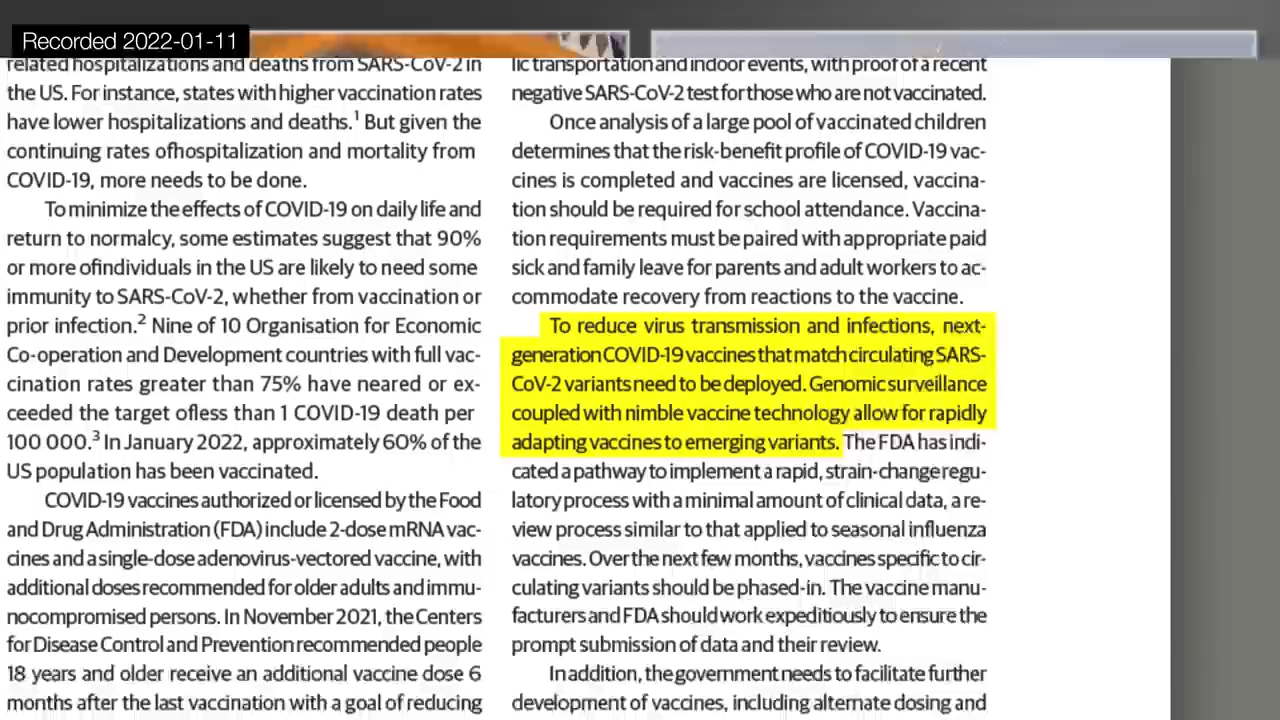 Recorded 2022-01-11
related hospitalizations and deaths from SARS-CoV-2 in
the US. For instance, states with higher vaccination rates
have lower hospitalizations and deaths.1 But given the
continuing rates of hospitalization and mortality from
COVID-19, more needs to be done.
To minimize the effects of COVID-19 on daily life and
return to normalcy, some estimates suggest that 90%
or more of individuals in the US are likely to need some
immunity to SARS-CoV-2, whether from vaccination or
prior infection.2 Nine of 10 Organisation for Economic
Co-operation and Development countries with full vac-
cination rates greater than 75% have neared or ex-
ceeded the target of less than 1 COVID-19 death per
100 000.3 In January 2022, approximately 60% of the
US population has been vaccinated.
COVID-19 vaccines authorized or licensed by the Food
and Drug Administration (FDA) include 2-dose mRNA vac-
cines and a single-dose adenovirus-vectored vaccine, with
additional doses recommended for older adults and immu-
nocompromised persons. In November 2021, the Centers
for Disease Control and Prevention recommended people
18 years and older receive an additional vaccine dose 6
months after the last vaccination with a goal of reducing
lic transportation and indoor events, with proof of a recent
negative SARS-CoV-2 test for those who are not vaccinated.
Once analysis of a large pool of vaccinated children
determines that the risk-benefit profile of COVID-19 vac-
cines is completed and vaccines are licensed, vaccina-
tion should be required for school attendance. Vaccina-
tion requirements must be paired with appropriate paid
sick and family leave for parents and adult workers to ac-
commodate recovery from reactions to the vaccine.
To reduce virus transmission and infections, next-
generation COVID-19 vaccines that match circulating SARS-
CoV-2 variants need to be deployed. Genomic surveillance
coupled with nimble vaccine technology allow for rapidly
adapting vaccines to emerging variants. The FDA has indi-
cated a pathway to implement a rapid, strain-change regu-
latory process with a minimal amount of clinical data, a re-
view process similar to that applied to seasonal influenza
vaccines. Over the next few months, vaccines specific to cir-
culating variants should be phased-in. The vaccine manu-
facturers and FDA should work expeditiously to ensure the
prompt submission of data and their review.
In addition, the government needs to facilitate further
development of vaccines, including alternate dosing and